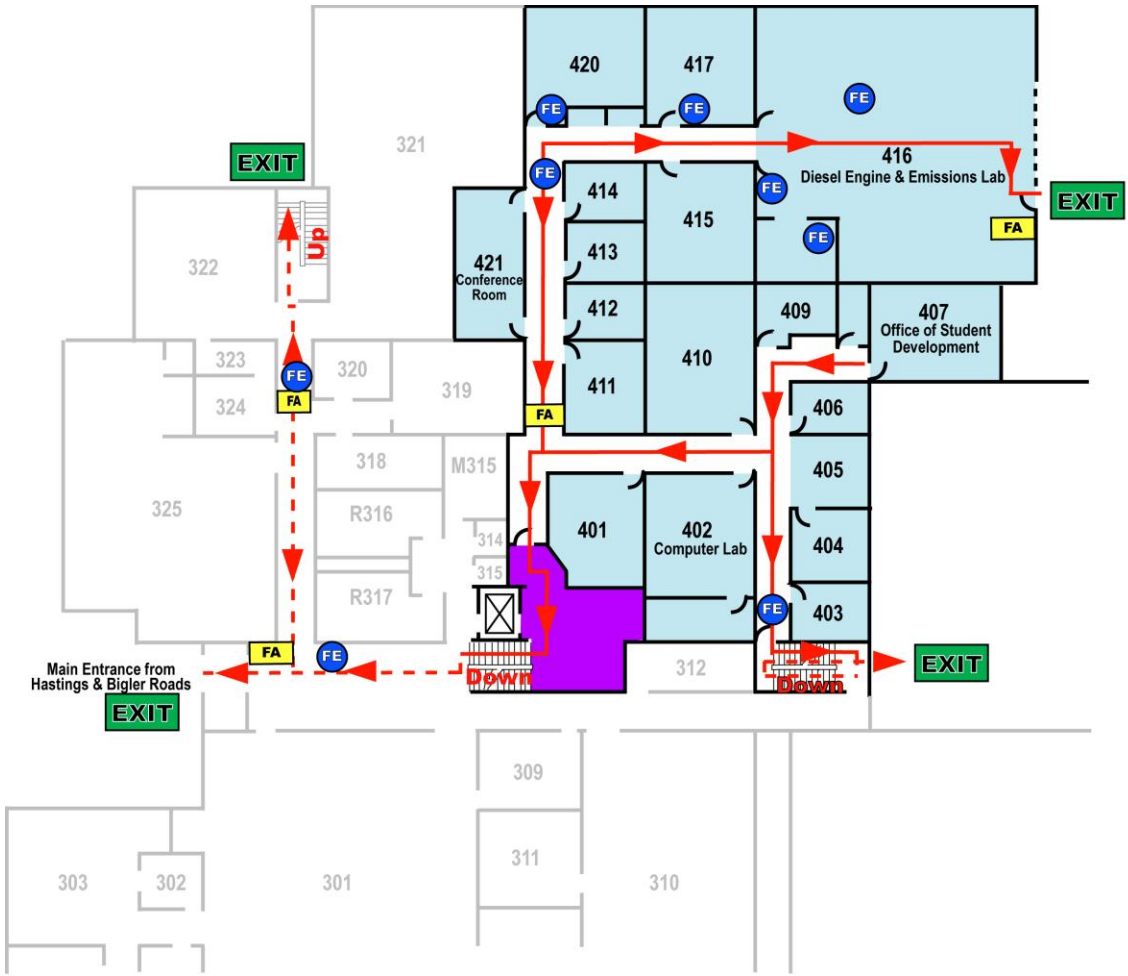 420
417
FE
FE
FE
321
EXIT
416
Diesel Engine & Emissions Lab
FE
414
FE
EXIT
415
FA
Up
FE
413
421
Conference
Room
322
412
409
407
Office of Student
Development
410
323
320
FE
411
319
324
FA
FA
406
318
M315
405
325
R316
401
402
Computer Lab
314
404
315
R317
FE
403
FA
FE
Main Entrance from
Hastings & Bigler Roads
Down
312
Down
EXIT
EXIT
309
311
303
302
301
310